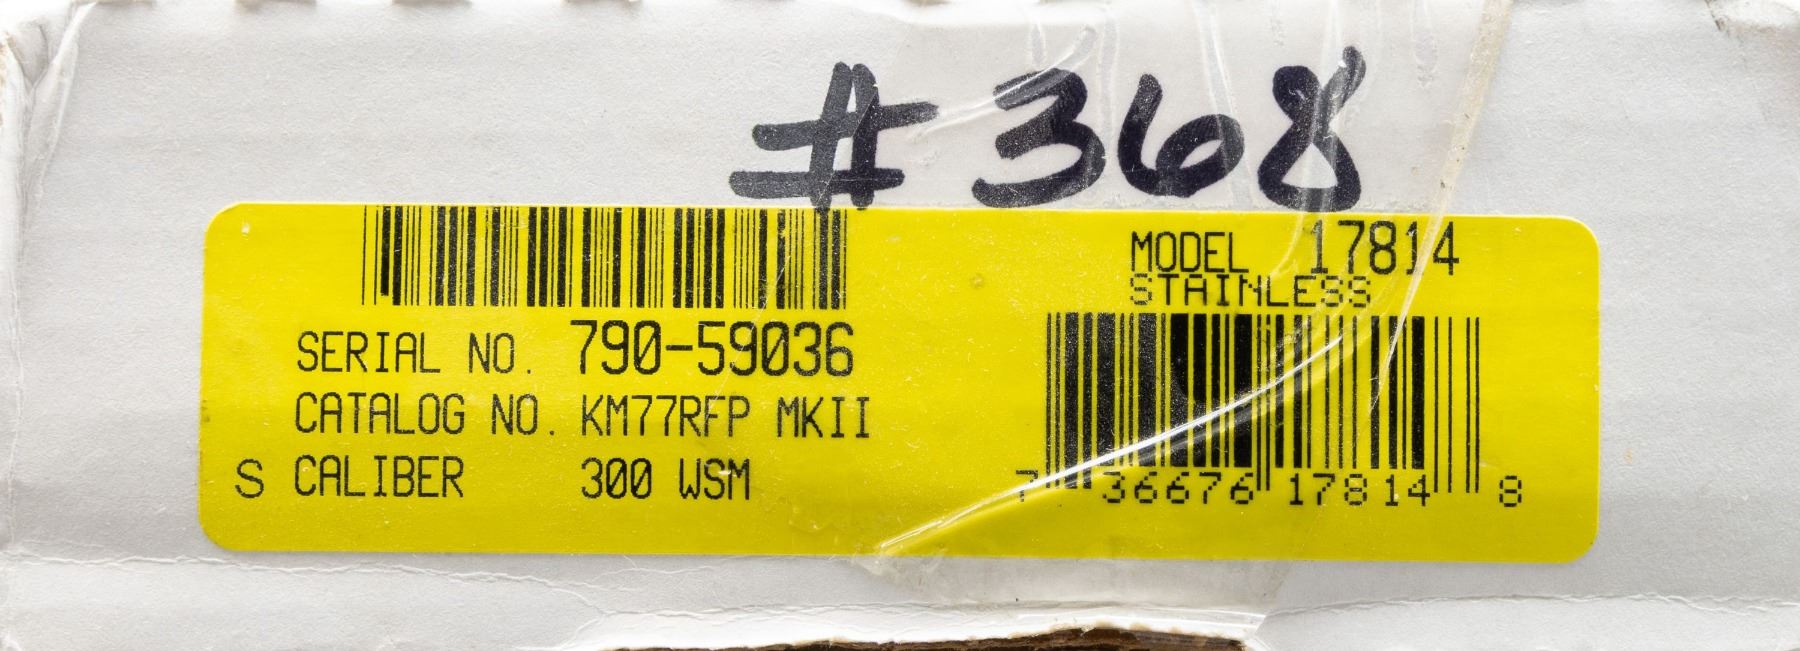 #368
MODEL 17814
STAINLESS
SERIAL NO. 790-59036
CATALOG NO. KM77RFP MKII
S CALIBER 300 WSM
7 36676 17814 8